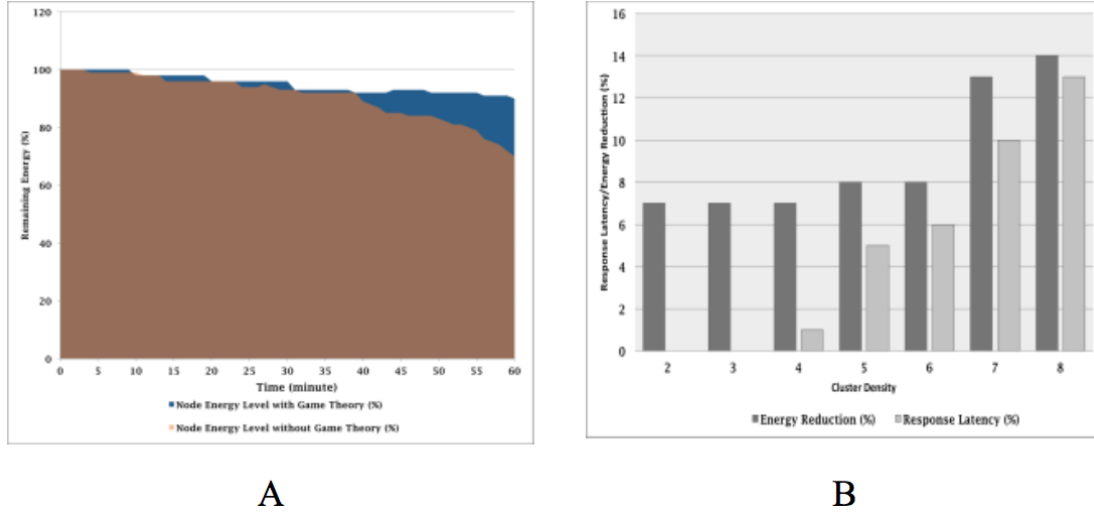 120
100
80
60
40
20
0
Remaining Energy (%)
0 5 10 15 20 25 30 35 40 45 50 55 60
Time (minute)
Node Energy Level with Game Theory (%)
Node Energy Level without Game Theory (%)
A
16
14
12
10
8
6
4
2
0
Response Latency/Energy Reduction (%)
2 3 4 5 6 7 8
Cluster Density
Energy Reduction (%) Response Latency (%)
B